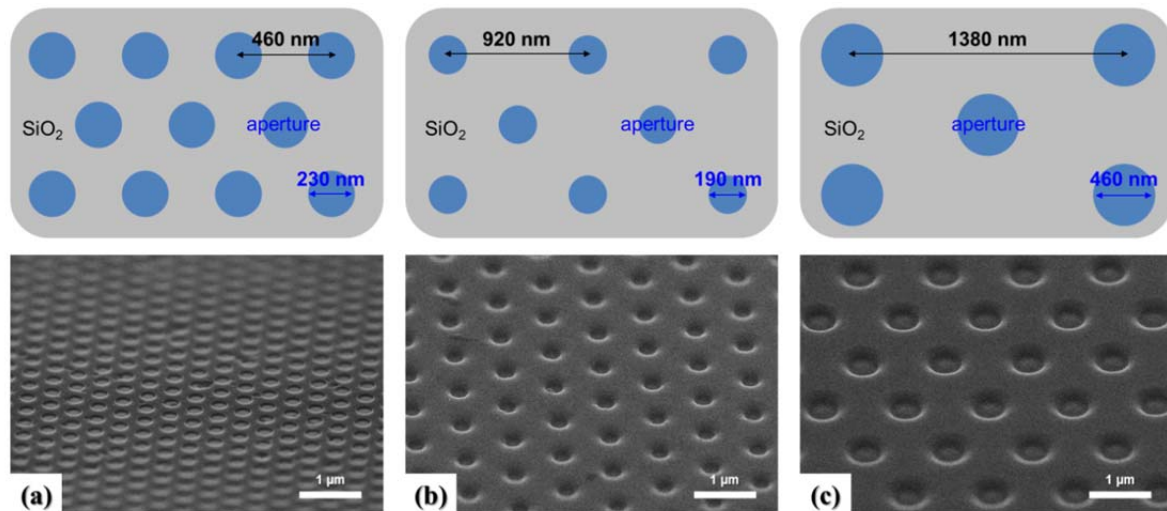 460 nm
SiO₂
aperture
230 nm
920 nm
SiO₂
aperture
190 nm
1380 nm
SiO₂
aperture
460 nm
(a)
1 µm
(b)
1 µm
(c)
1 µm